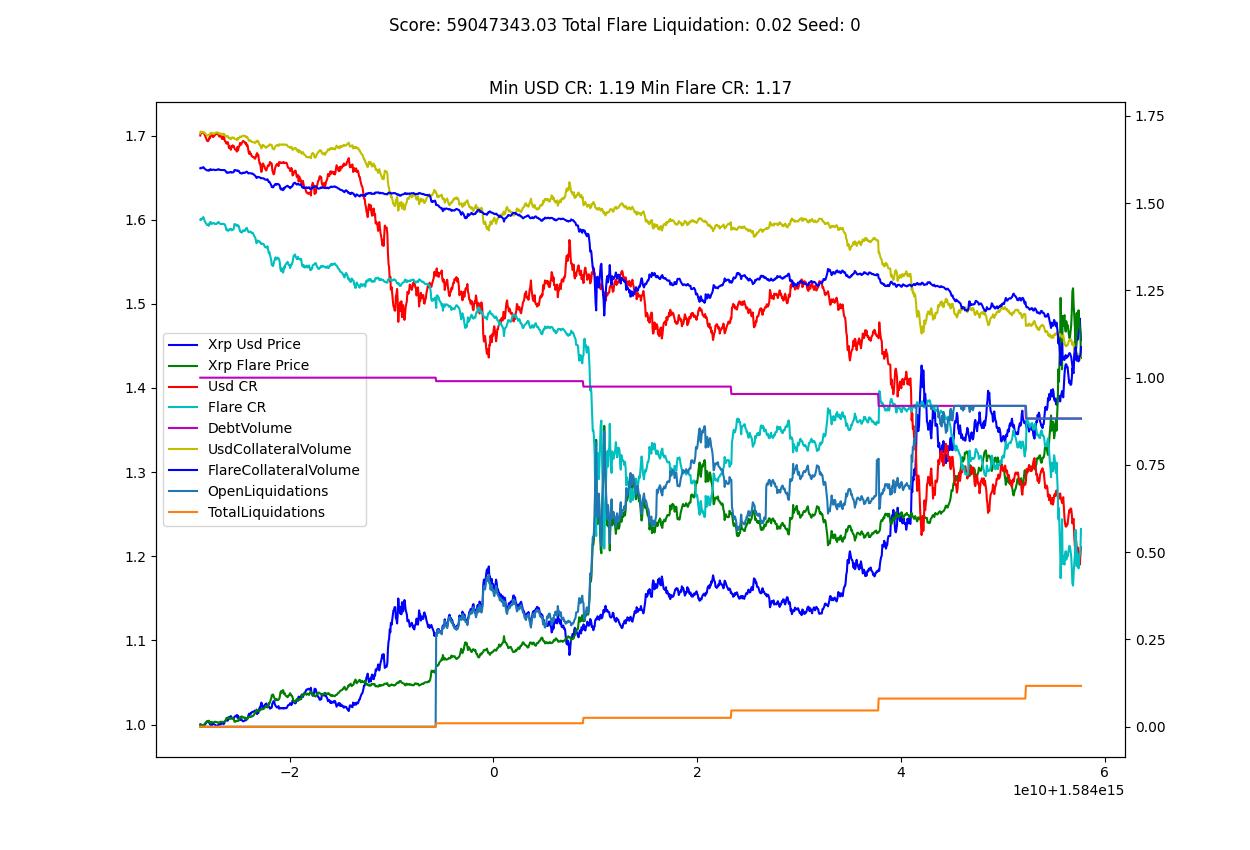 Score: 59047343.03 Total Flare Liquidation: 0.02 Seed: 0
Min USD CR: 1.19 Min Flare CR: 1.17
1.7
1.6
1.5
1.4
1.3
1.2
1.1
1.0
Xrp Usd Price
Xrp Flare Price
Usd CR
Flare CR
DebtVolume
UsdCollateralVolume
FlareCollateralVolume
OpenLiquidations
TotalLiquidations
1.75
1.50
1.25
1.00
0.75
0.50
0.25
0.00
−2 0 2 4 6
1e10+1.584e15